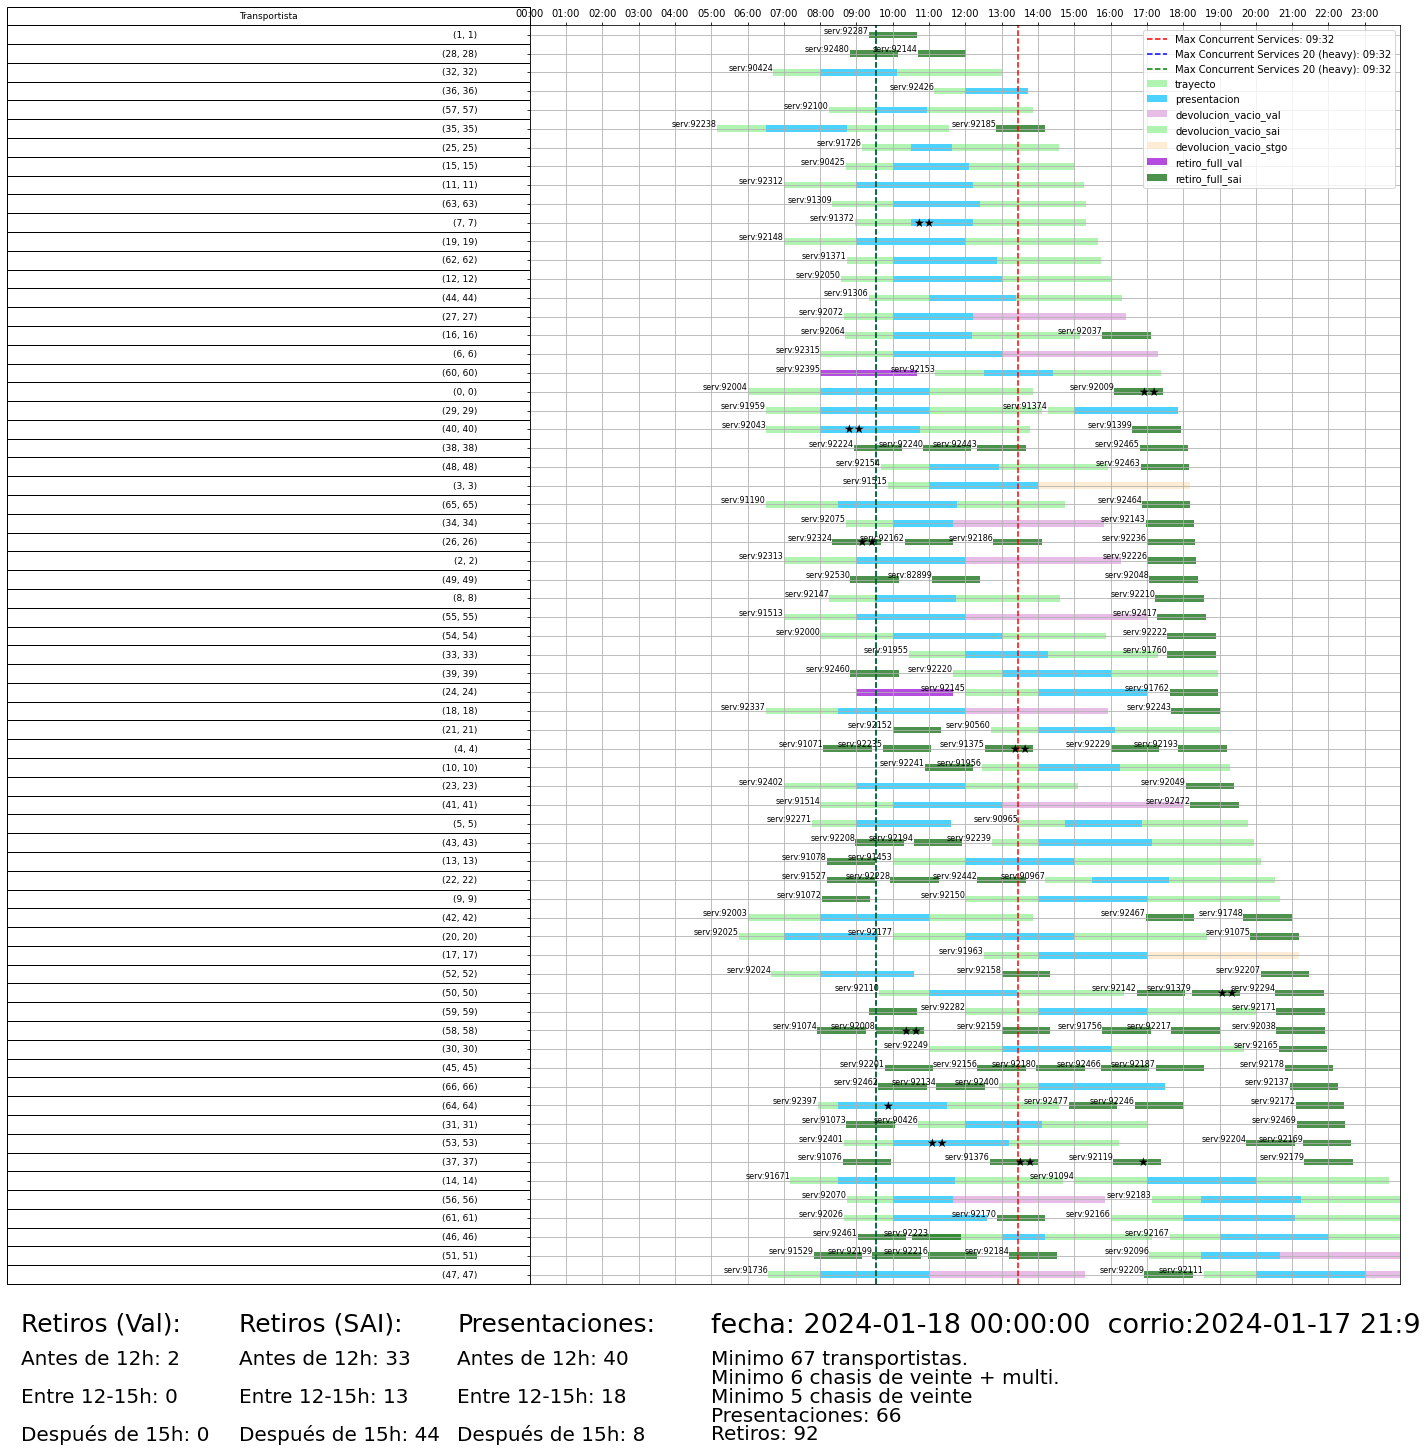 Transportista
00:00 01:00 02:00 03:00 04:00 05:00 06:00 07:00 08:00 09:00 10:00 11:00 12:00 13:00 14:00 15:00 16:00 17:00 18:00 19:00 20:00 21:00 22:00 23:00
Max Concurrent Services: 09:32
Max Concurrent Services 20 (heavy): 09:32
Max Concurrent Services 20 (heavy): 09:32
trayecto
presentacion
devolucion_vacio_val
devolucion_vacio_sai
devolucion_vacio_stgo
retiro_full_val
retiro_full_sai
(1, 1) serv:92287
(28, 28) serv:92480 serv:92144
(32, 32) serv:90424
(36, 36) serv:92426
(57, 57) serv:92100
(35, 35) serv:92238 serv:92185
(25, 25) serv:91726
(15, 15) serv:90425
(11, 11) serv:92312
(63, 63) serv:91309
(7, 7) serv:91372
(19, 19) serv:92148
(62, 62) serv:91371
(12, 12) serv:92050
(44, 44) serv:91306
(27, 27) serv:92072
(16, 16) serv:92064 serv:92037
(6, 6) serv:92315
(60, 60) serv:92395 serv:92153
(0, 0) serv:92004 serv:92009
(29, 29) serv:91959 serv:91374
(40, 40) serv:92043 serv:91399
(38, 38) serv:92224 serv:92240 serv:92443 serv:92465
(48, 48) serv:92154 serv:92463
(3, 3) serv:91515
(65, 65) serv:91190 serv:92464
(34, 34) serv:92075 serv:92143
(26, 26) serv:92324 serv:92162 serv:92186 serv:92236
(2, 2) serv:92313 serv:92226
(49, 49) serv:92530 serv:82899 serv:92048
(8, 8) serv:92147 serv:92210
(55, 55) serv:91513 serv:92417
(54, 54) serv:92000 serv:92222
(33, 33) serv:91955 serv:91760
(39, 39) serv:92460 serv:92220
(24, 24) serv:92145 serv:91762
(18, 18) serv:92337 serv:92243
(21, 21) serv:92152 serv:90560
(4, 4) serv:91071 serv:92235 serv:91375 serv:92229 serv:92193
(10, 10) serv:92241 serv:91956
(23, 23) serv:92402 serv:92049
(41, 41) serv:91514 serv:92472
(5, 5) serv:92271 serv:90965
(43, 43) serv:92208 serv:92194 serv:92239
(13, 13) serv:91078 serv:91453
(22, 22) serv:91527 serv:92228 serv:92442 serv:90967
(9, 9) serv:91072 serv:92150
(42, 42) serv:92003 serv:92467 serv:91748
(20, 20) serv:92025 serv:92177 serv:91075
(17, 17) serv:91963
(52, 52) serv:92024 serv:92158 serv:92207
(50, 50) serv:92110 serv:92142 serv:91379 serv:92294
(59, 59) serv:92282 serv:92171
(58, 58) serv:91074 serv:92008 serv:92159 serv:91756 serv:92217 serv:92038
(30, 30) serv:92249 serv:92165
(45, 45) serv:92201 serv:92156 serv:92180 serv:92466 serv:92187 serv:92178
(66, 66) serv:92462 serv:92134 serv:92400 serv:92137
(64, 64) serv:92397 serv:92477 serv:92246 serv:92172
(31, 31) serv:91073 serv:90426 serv:92469
(53, 53) serv:92401 serv:92204 serv:92169
(37, 37) serv:91076 serv:91376 serv:92119 serv:92179
(14, 14) serv:91671 serv:91094
(56, 56) serv:92070 serv:92183
(61, 61) serv:92026 serv:92170 serv:92166
(46, 46) serv:92461 serv:92223 serv:92167
(51, 51) serv:91529 serv:92199 serv:92216 serv:92184 serv:92096
(47, 47) serv:91736 serv:92209 serv:92111
Retiros (Val):
Antes de 12h: 2
Entre 12-15h: 0
Después de 15h: 0
Retiros (SAI):
Antes de 12h: 33
Entre 12-15h: 13
Después de 15h: 44
Presentaciones:
Antes de 12h: 40
Entre 12-15h: 18
Después de 15h: 8
fecha: 2024-01-18 00:00:00 corrio:2024-01-17 21:9
Minimo 67 transportistas.
Minimo 6 chasis de veinte + multi.
Minimo 5 chasis de veinte
Presentaciones: 66
Retiros: 92